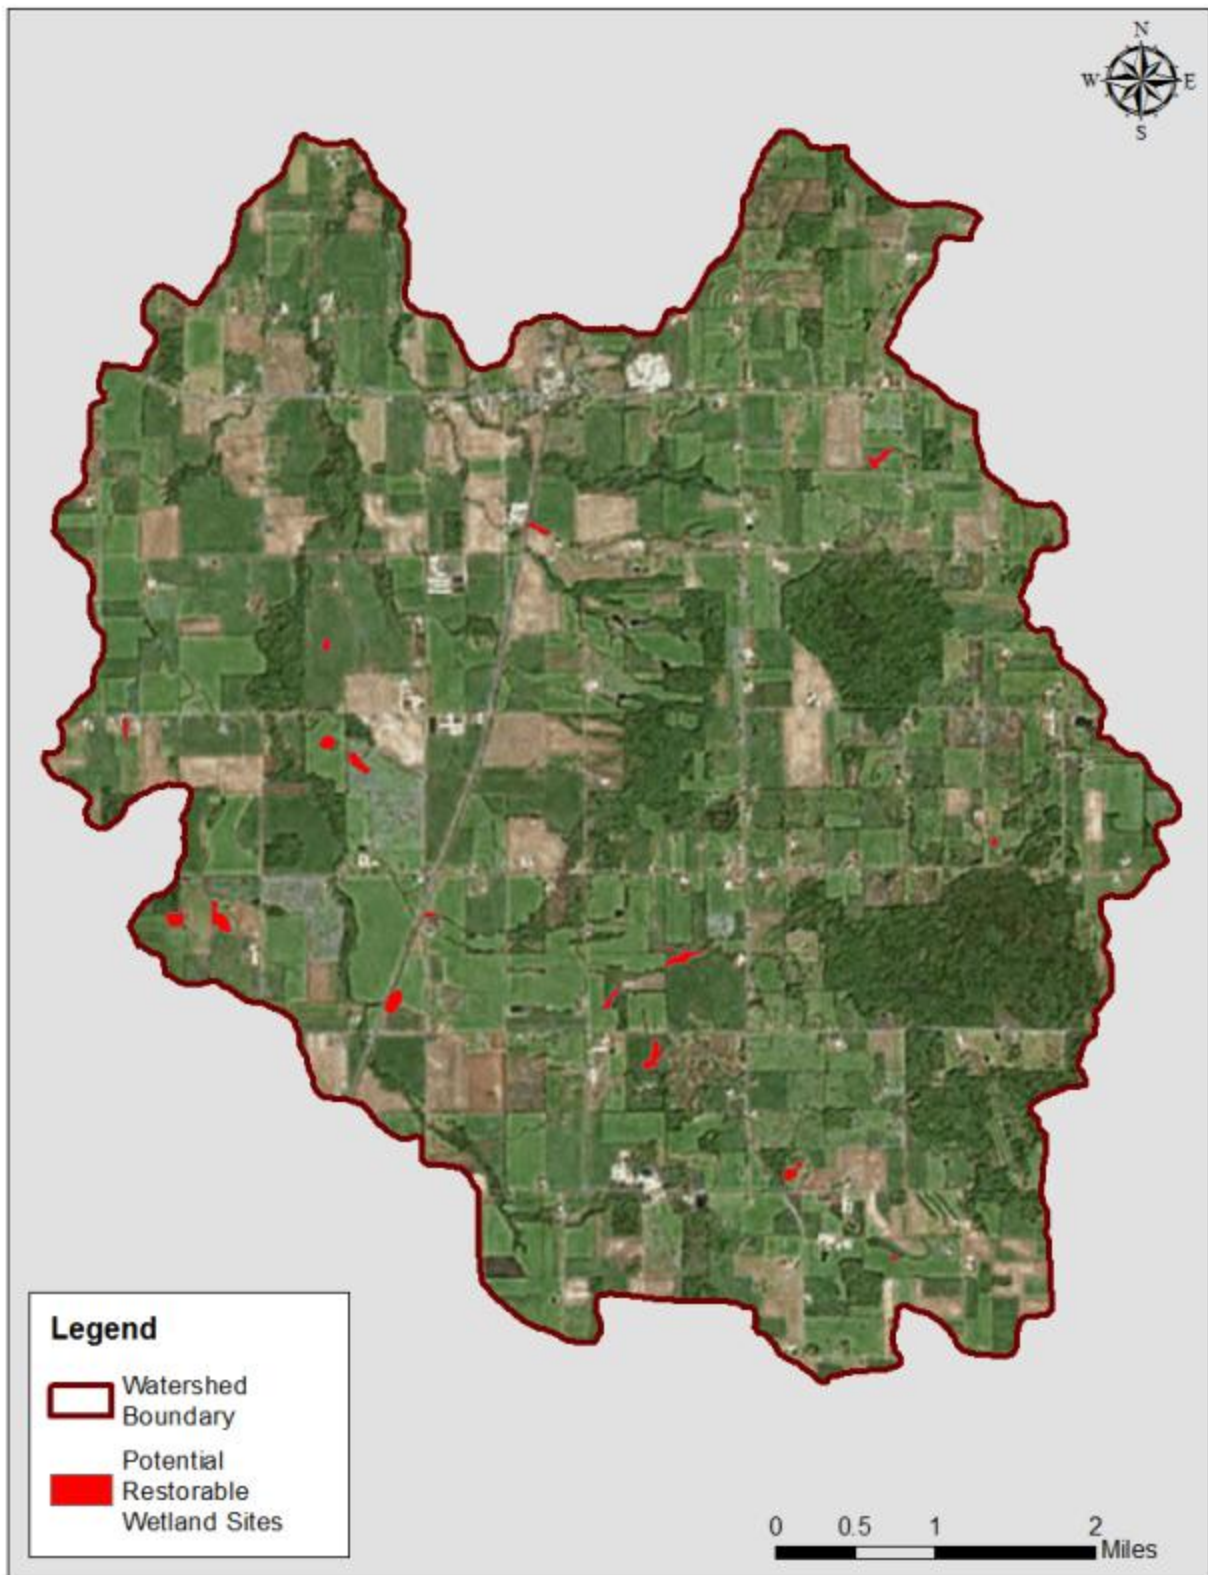 N
W E
S
Legend
Watershed
Boundary
Potential
Restorable
Wetland Sites
0 0.5 1 2
Miles